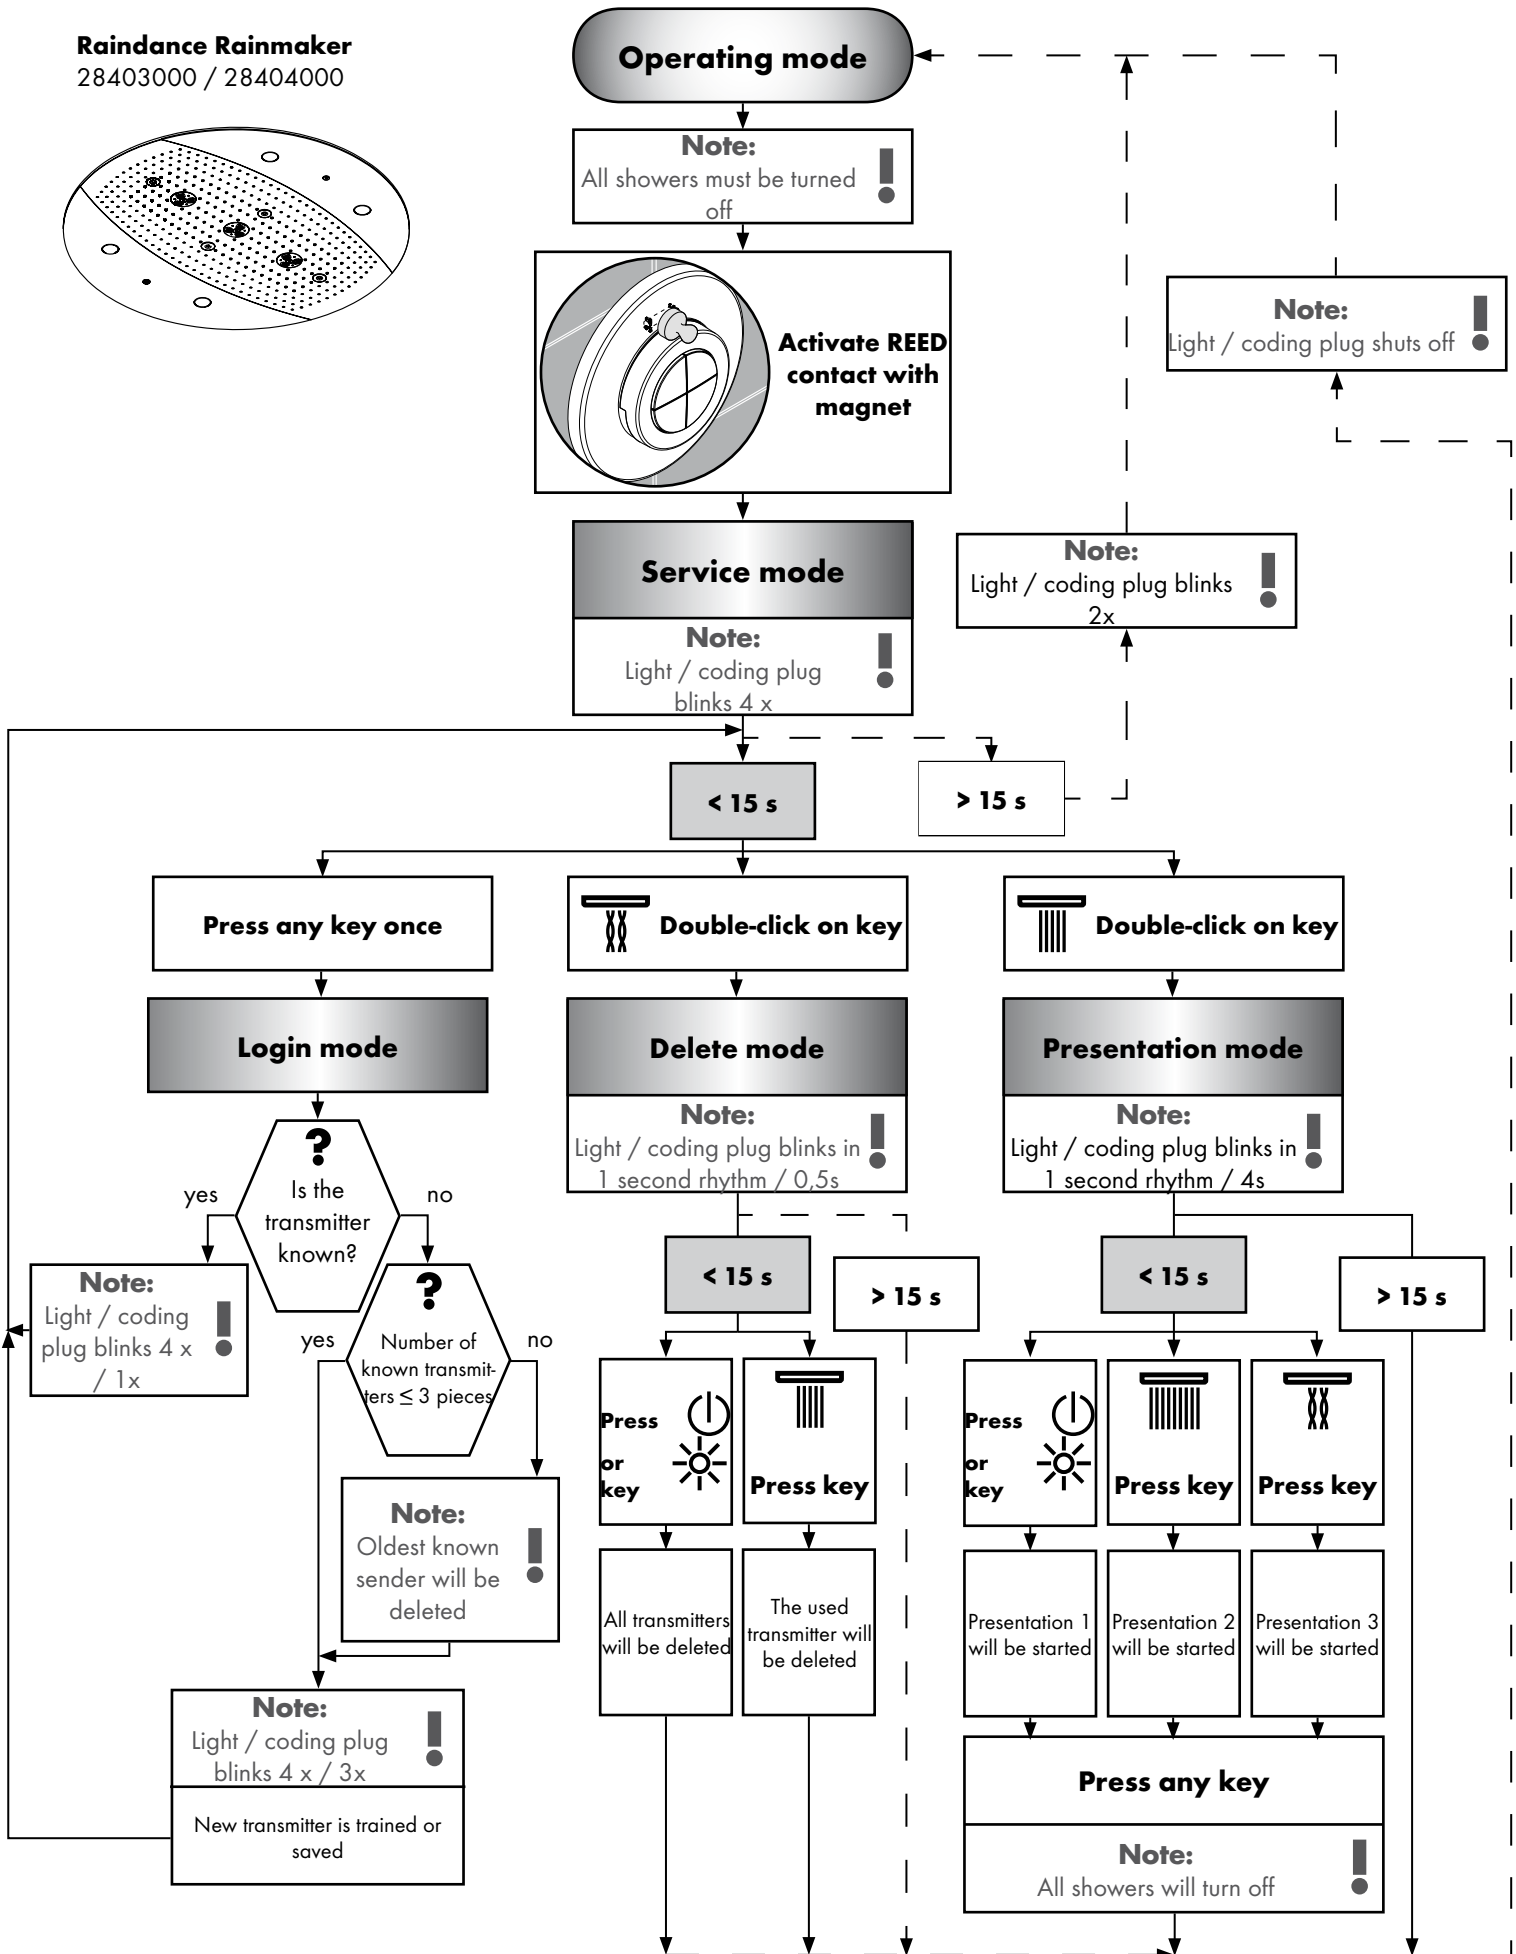 Raindance Rainmaker
28403000 / 28404000
Operating mode
Note:
All showers must be turned
off
Activate REED
contact with
magnet
Note:
Light / coding plug shuts off
Service mode
Note:
Light / coding plug
blinks 4 x
Note:
Light / coding plug blinks
2x
< 15 s
> 15 s
Press any key once
Double-click on key
Double-click on key
Login mode
Delete mode
Note:
Light / coding plug blinks in
1 second rhythm / 0,5s
Presentation mode
Note:
Light / coding plug blinks in
1 second rhythm / 4s
?
Is the
transmitter
known?
yes
no
Note:
Light / coding
plug blinks 4 x
/ 1x
?
Number of
known transmit-
ters ≤ 3 pieces
yes
no
Note:
Oldest known
sender will be
deleted
Note:
Light / coding plug
blinks 4 x / 3x
New transmitter is trained or
saved
< 15 s
> 15 s
Press
or
key
Press key
All transmitters
will be deleted
The used
transmitter will
be deleted
< 15 s
> 15 s
Press
or
key
Press key
Press key
Presentation 1
will be started
Presentation 2
will be started
Presentation 3
will be started
Press any key
Note:
All showers will turn off